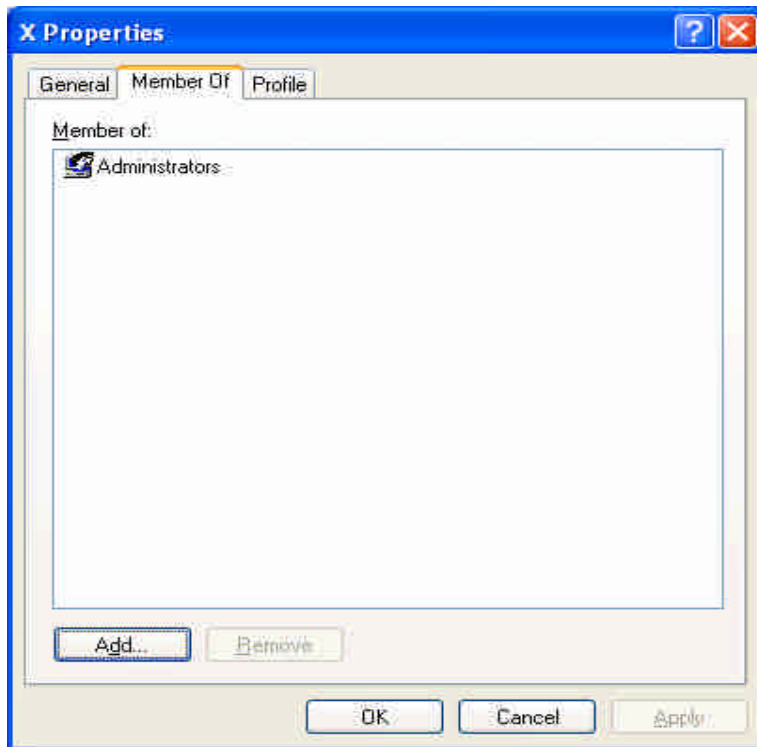 X Properties
General Member Of Profile
Member of:
Administrators
Add... Remove
OK Cancel Apply